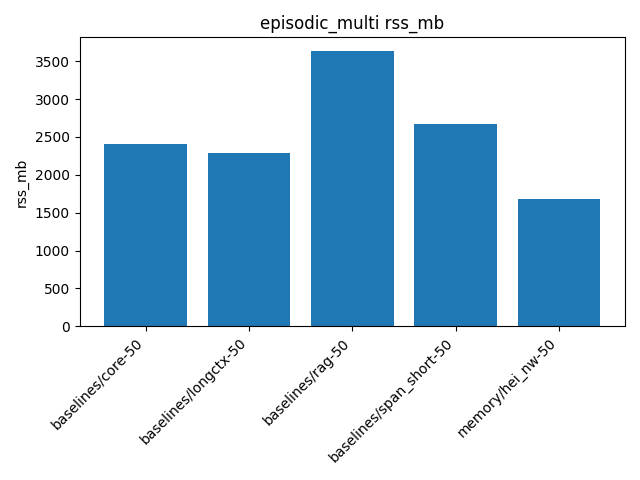 episodic_multi rss_mb
rss_mb
3500
3000
2500
2000
1500
1000
500
0
baselines/core-50
baselines/longctx-50
baselines/rag-50
baselines/span_short-50
memory/hei_nw-50